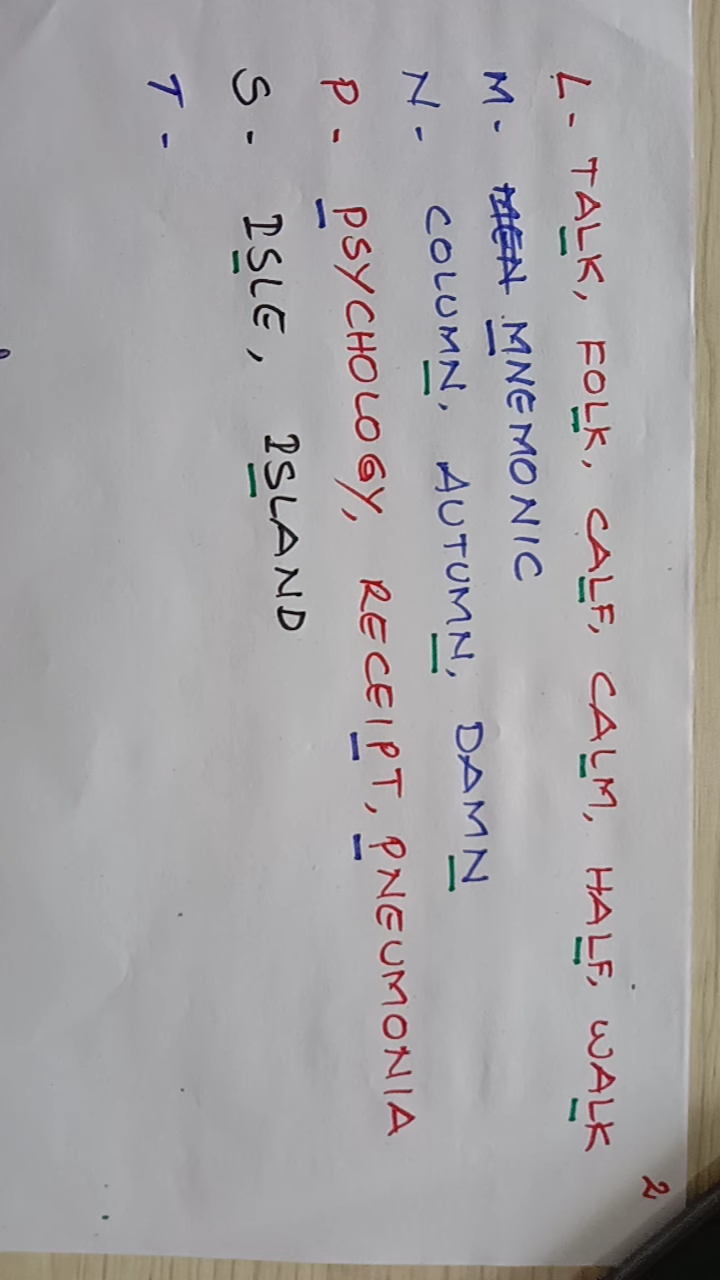 2
L - TALK, FOLK, CALF, CALM, HALF, WALK
M - MNEMONIC
N - COLUMN, AUTUMN, DAMN
P - PSYCHOLOGY, RECEIPT, PNEUMONIA
S - ISLE, ISLAND
T -